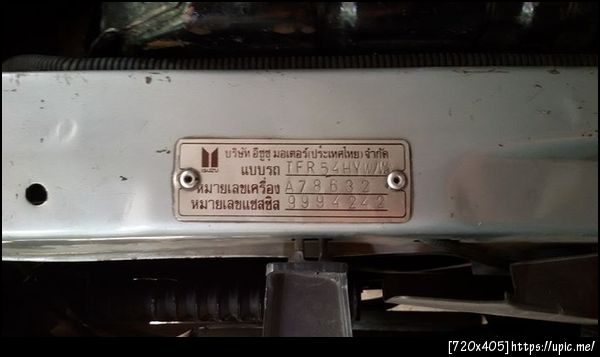 บริษัท อีซูซุ มอเตอร์(ประเทศไทย)จำกัด
ISUZU
แบบรถ
หมายเลขเครื่อง A78632
หมายเลขแชสซิส 9994242
[720x405]https://upic.me/